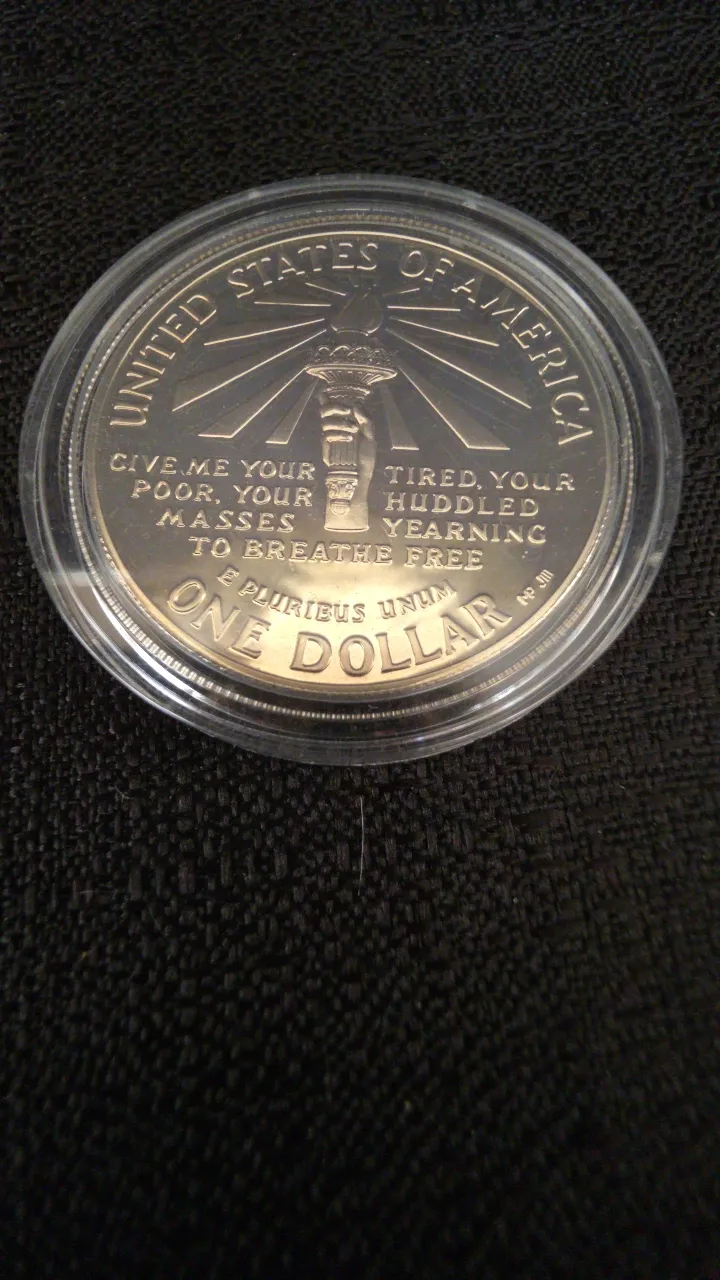 UNITED STATES OF AMERICA
GIVE ME YOUR TIRED, YOUR
POOR, YOUR HUDDLED
MASSES YEARNING
TO BREATHE FREE
E PLURIBUS UNUM
ONE DOLLAR